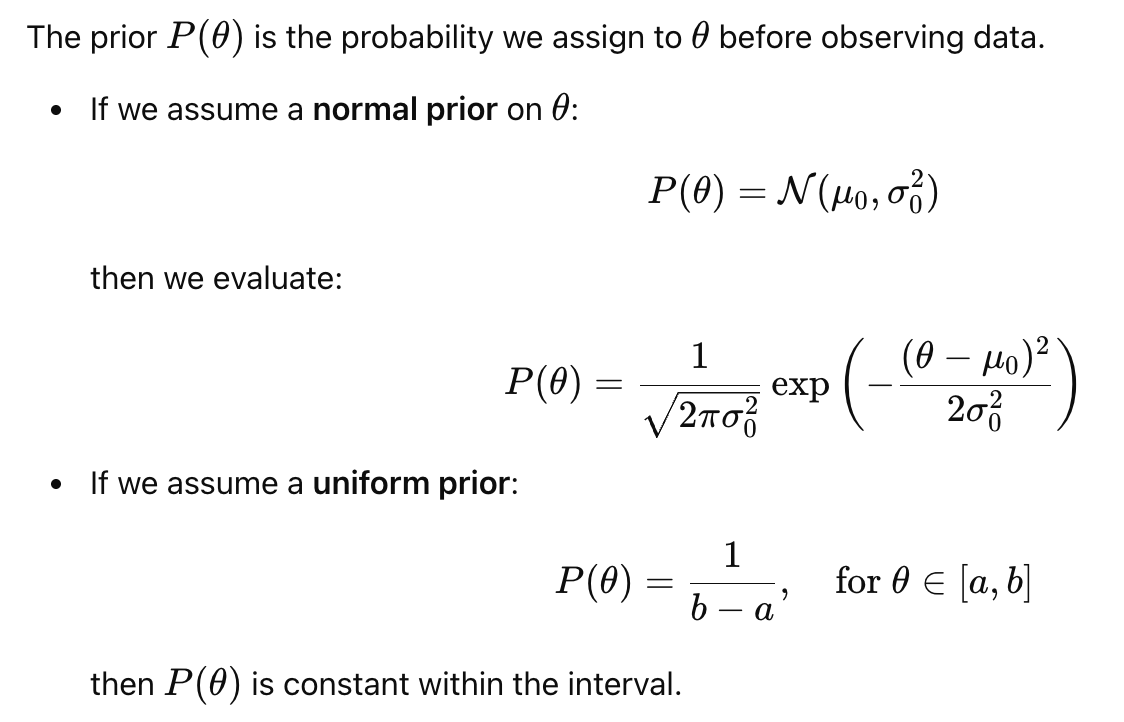 The prior P(θ) is the probability we assign to θ before observing data.
• If we assume a normal prior on θ:
P(θ) = 𝒩(μ₀, σ₀²)
then we evaluate:
P(θ) = 1 / √(2πσ₀²) exp(−(θ − μ₀)² / 2σ₀²)
• If we assume a uniform prior:
P(θ) = 1 / (b − a), for θ ∈ [a, b]
then P(θ) is constant within the interval.